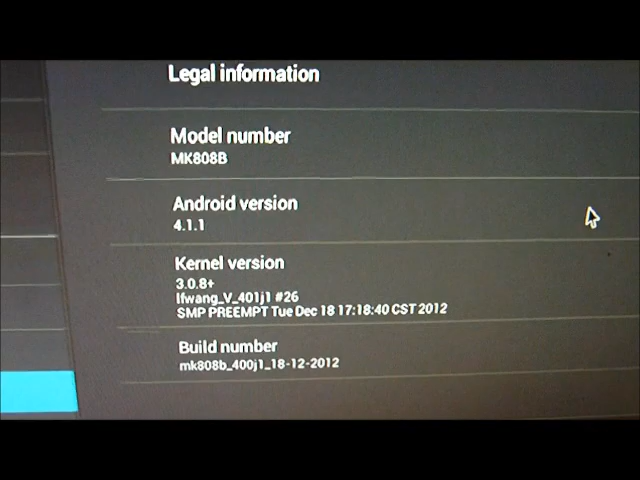 Legal information
Model number
MK808B
Android version
4.1.1
Kernel version
3.0.8+
lfwang_V_401j1 #26
SMP PREEMPT Tue Dec 18 17:18:40 CST 2012
Build number
mk808b_400j1_18-12-2012